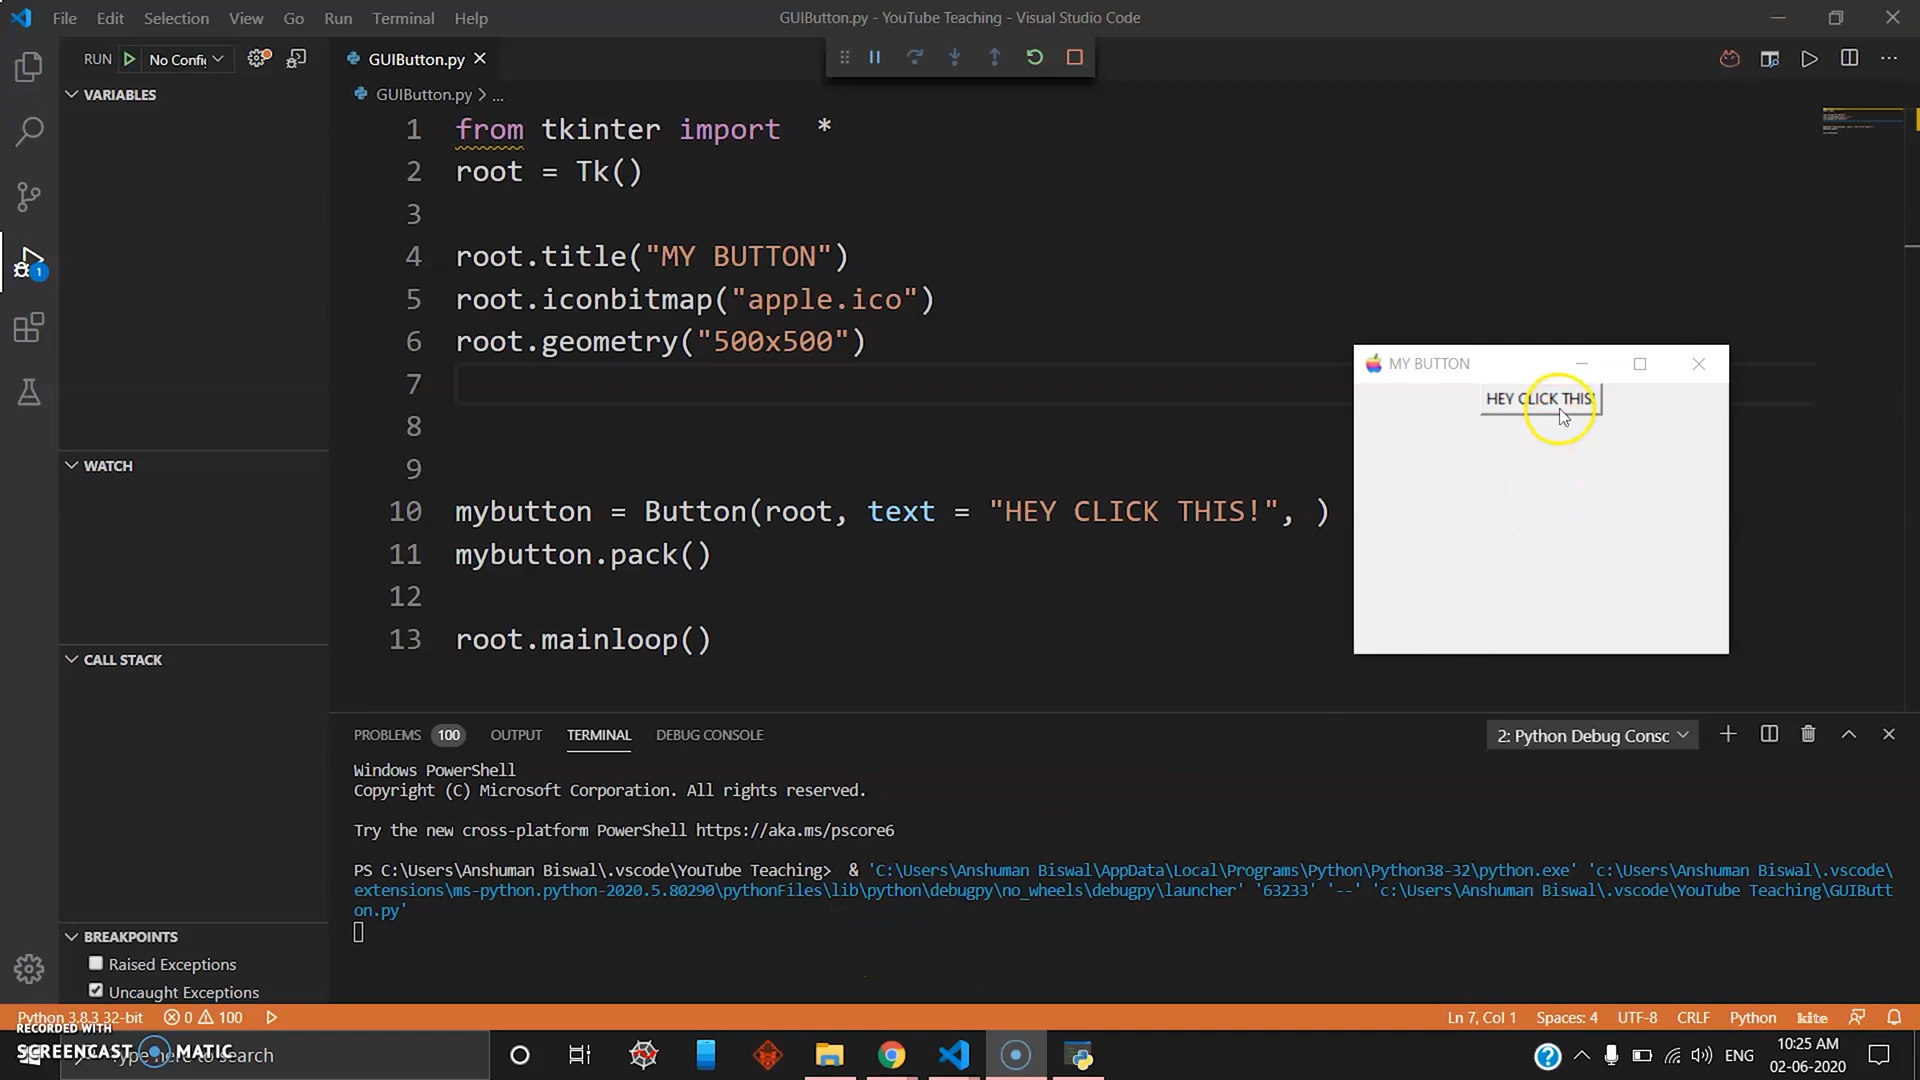 File Edit Selection View Go Run Terminal Help
GUIButton.py - YouTube Teaching - Visual Studio Code
RUN No Config
GUIButton.py
VARIABLES
GUIButton.py > ...
1 from tkinter import *
2 root = Tk()
3
4 root.title("MY BUTTON")
5 root.iconbitmap("apple.ico")
6 root.geometry("500x500")
7
8
9
10 mybutton = Button(root, text = "HEY CLICK THIS!", )
11 mybutton.pack()
12
13 root.mainloop()
MY BUTTON
HEY CLICK THIS
1
WATCH
CALL STACK
BREAKPOINTS
Raised Exceptions
Uncaught Exceptions
PROBLEMS 100 OUTPUT TERMINAL DEBUG CONSOLE
2: Python Debug Consc
Windows PowerShell
Copyright (C) Microsoft Corporation. All rights reserved.
Try the new cross-platform PowerShell https://aka.ms/pscore6
PS C:\Users\Anshuman Biswal\.vscode\YouTube Teaching> & 'C:\Users\Anshuman Biswal\AppData\Local\Programs\Python\Python38-32\python.exe' 'c:\Users\Anshuman Biswal\.vscode\
extensions\ms-python.python-2020.5.80290\pythonFiles\lib\python\debugpy\no_wheels\debugpy\launcher' '63233' '--' 'c:\Users\Anshuman Biswal\.vscode\YouTube Teaching\GUIButt
on.py'
Python 3.8.3 32-bit 0 100
Ln 7, Col 1 Spaces: 4 UTF-8 CRLF Python kite
RECORDED WITH
SCREENCAST MATIC
Type here to search
ENG
10:25 AM
02-06-2020